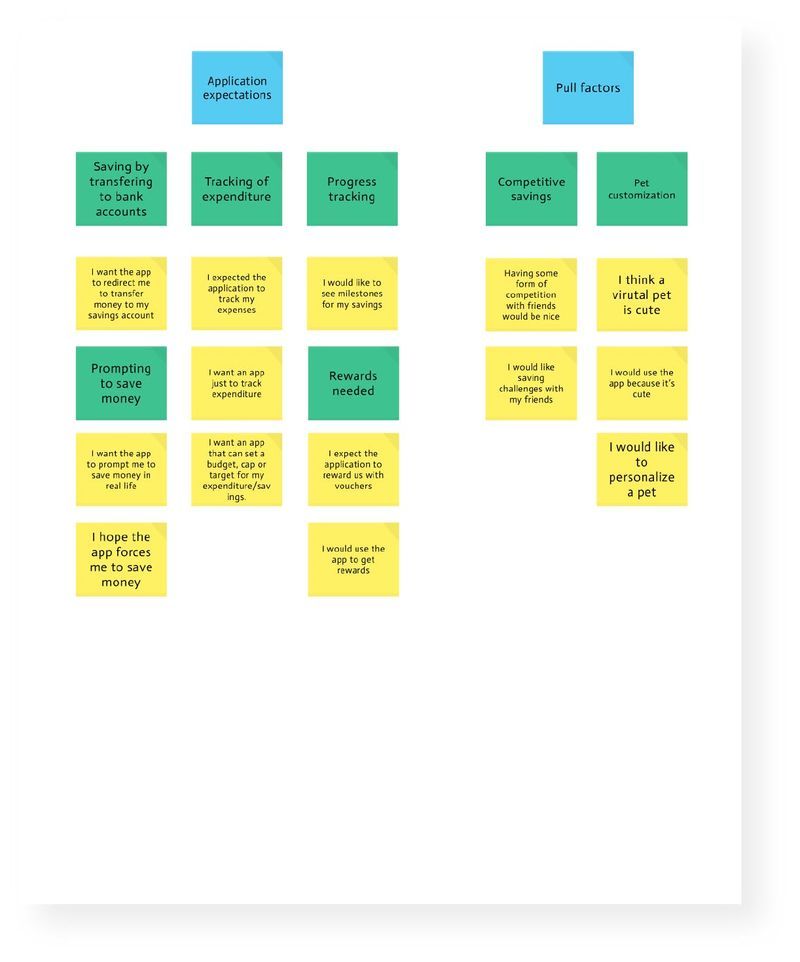 Application
expectations
Pull factors
Saving by
transfering
to bank
accounts
Tracking of
expenditure
Progress
tracking
Competitive
savings
Pet
customization
I want the app
to redirect me
to transfer
money to my
savings account
I expected the
application to
track my
expenses
I would like to
see milestones
for my savings
Having some
form of
competition
with friends
would be nice
I think a
virutal pet
is cute
Prompting
to save
money
I want an app
just to track
expenditure
Rewards
needed
I would like
saving
challenges with
my friends
I would use the
app because it's
cute
I want the app
to prompt me to
save money in
real life
I want an app
that can set a
budget, cap or
target for my
expenditure/sav
ings.
I expect the
application to
reward us with
vouchers
I would like
to
personalize
a pet
I hope the
app forces
me to save
money
I would use the
app to get
rewards